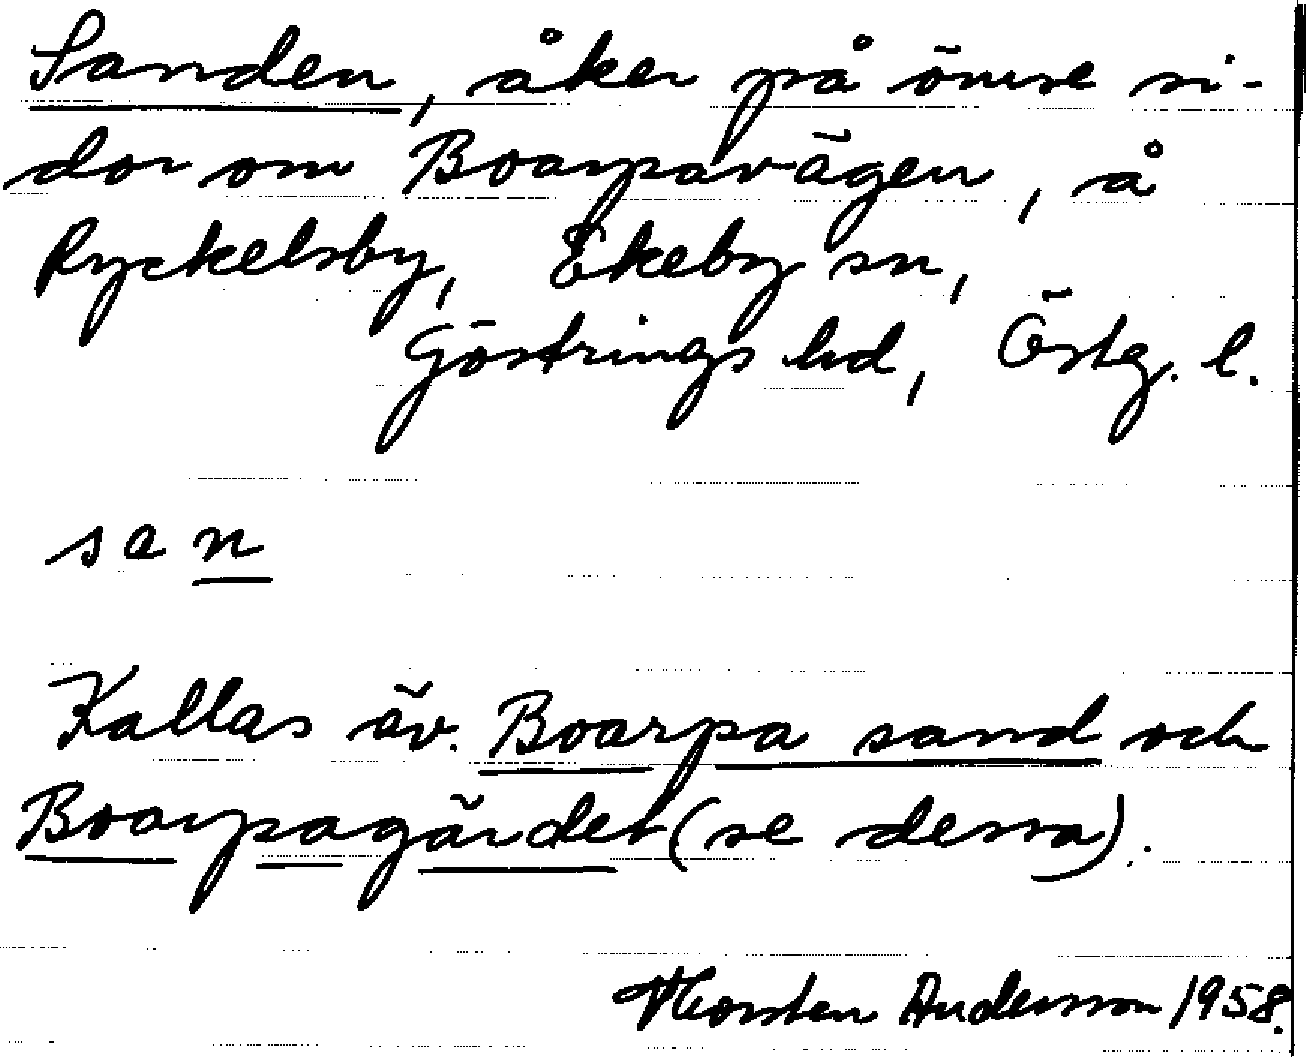 Sanden, åker på ömse si-
dor om Boarpavägen, å
Ryckelsby, Ekeby sn,
Göstrings hd, Östg. l.
san
Kallas äv. Boarpa sand och
Boarpagärdet (se dessa).
Thorsten Andersson 1958.